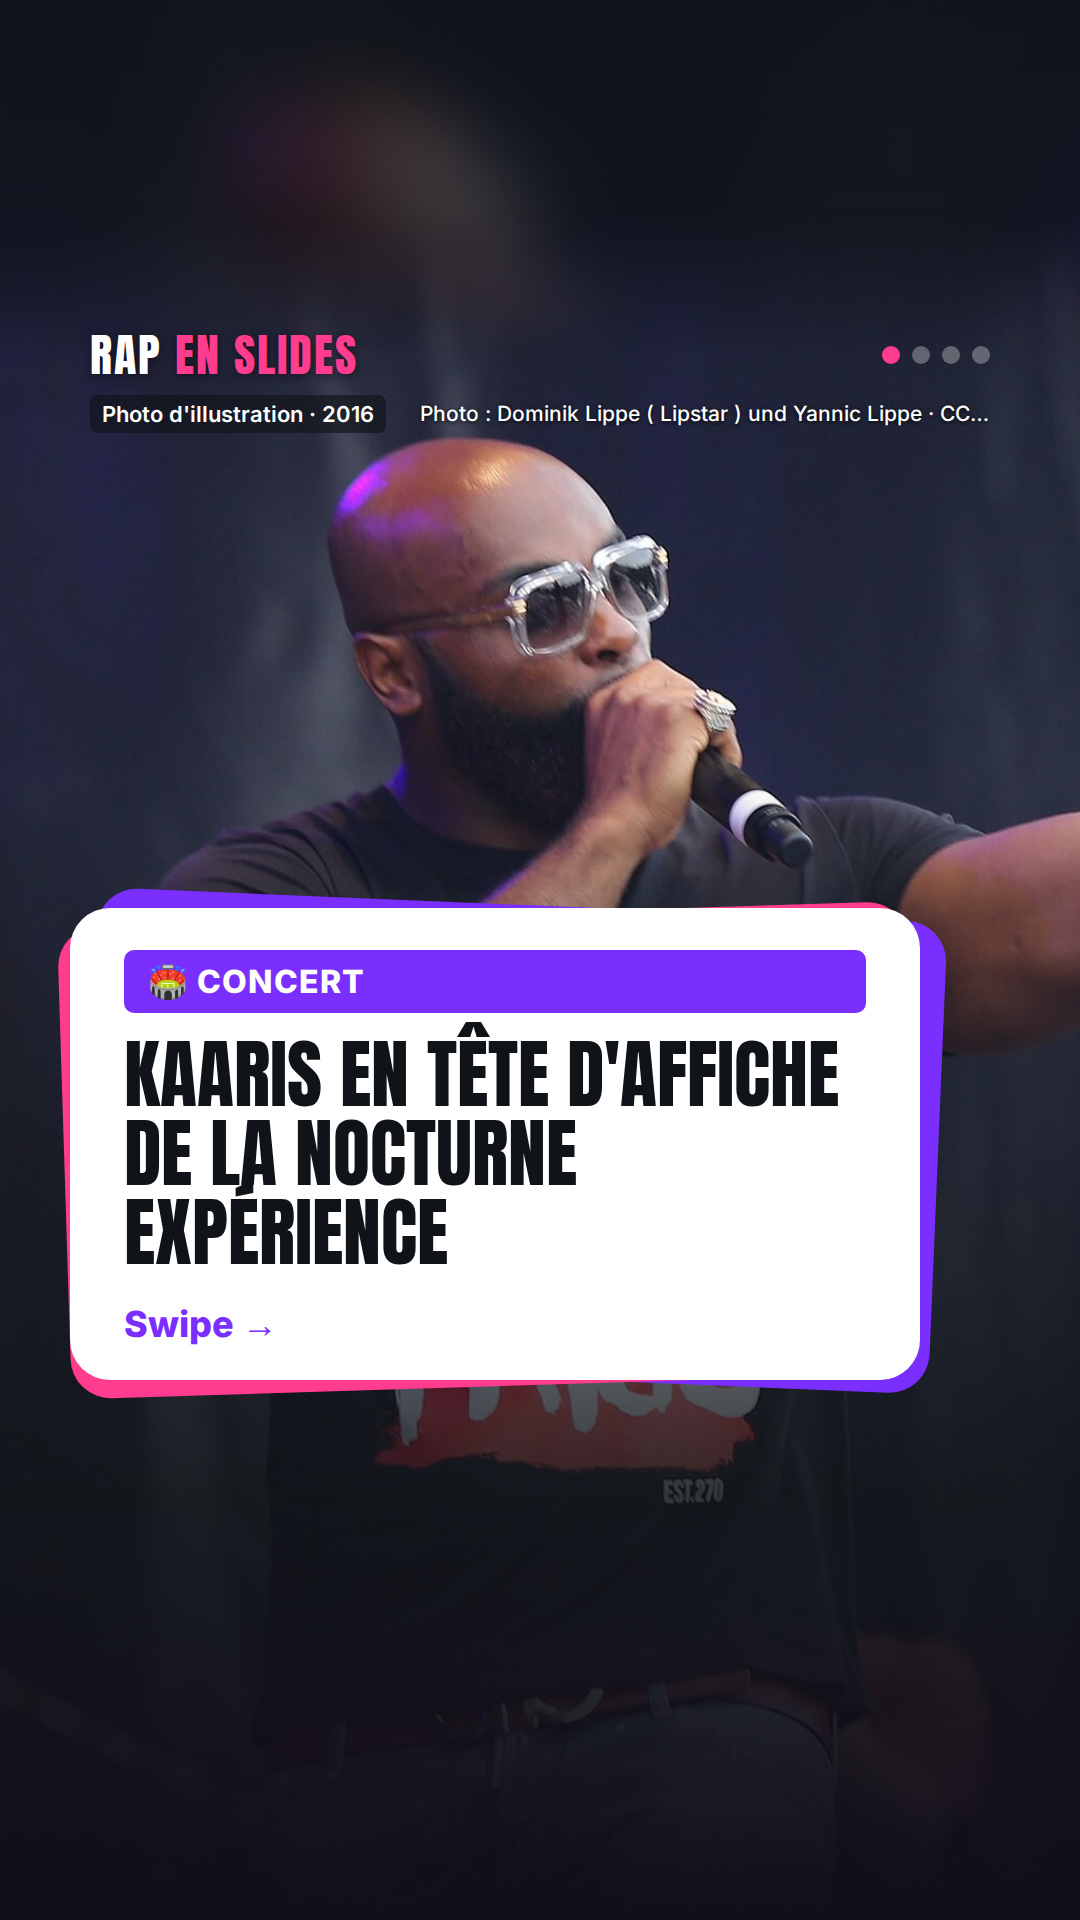 RAP EN SLIDES
Photo d'illustration · 2016
Photo : Dominik Lippe ( Lipstar ) und Yannic Lippe · CC...
🏟️ CONCERT
KAARIS EN TÊTE D'AFFICHE
DE LA NOCTURNE
EXPÉRIENCE
Swipe →
EST.270